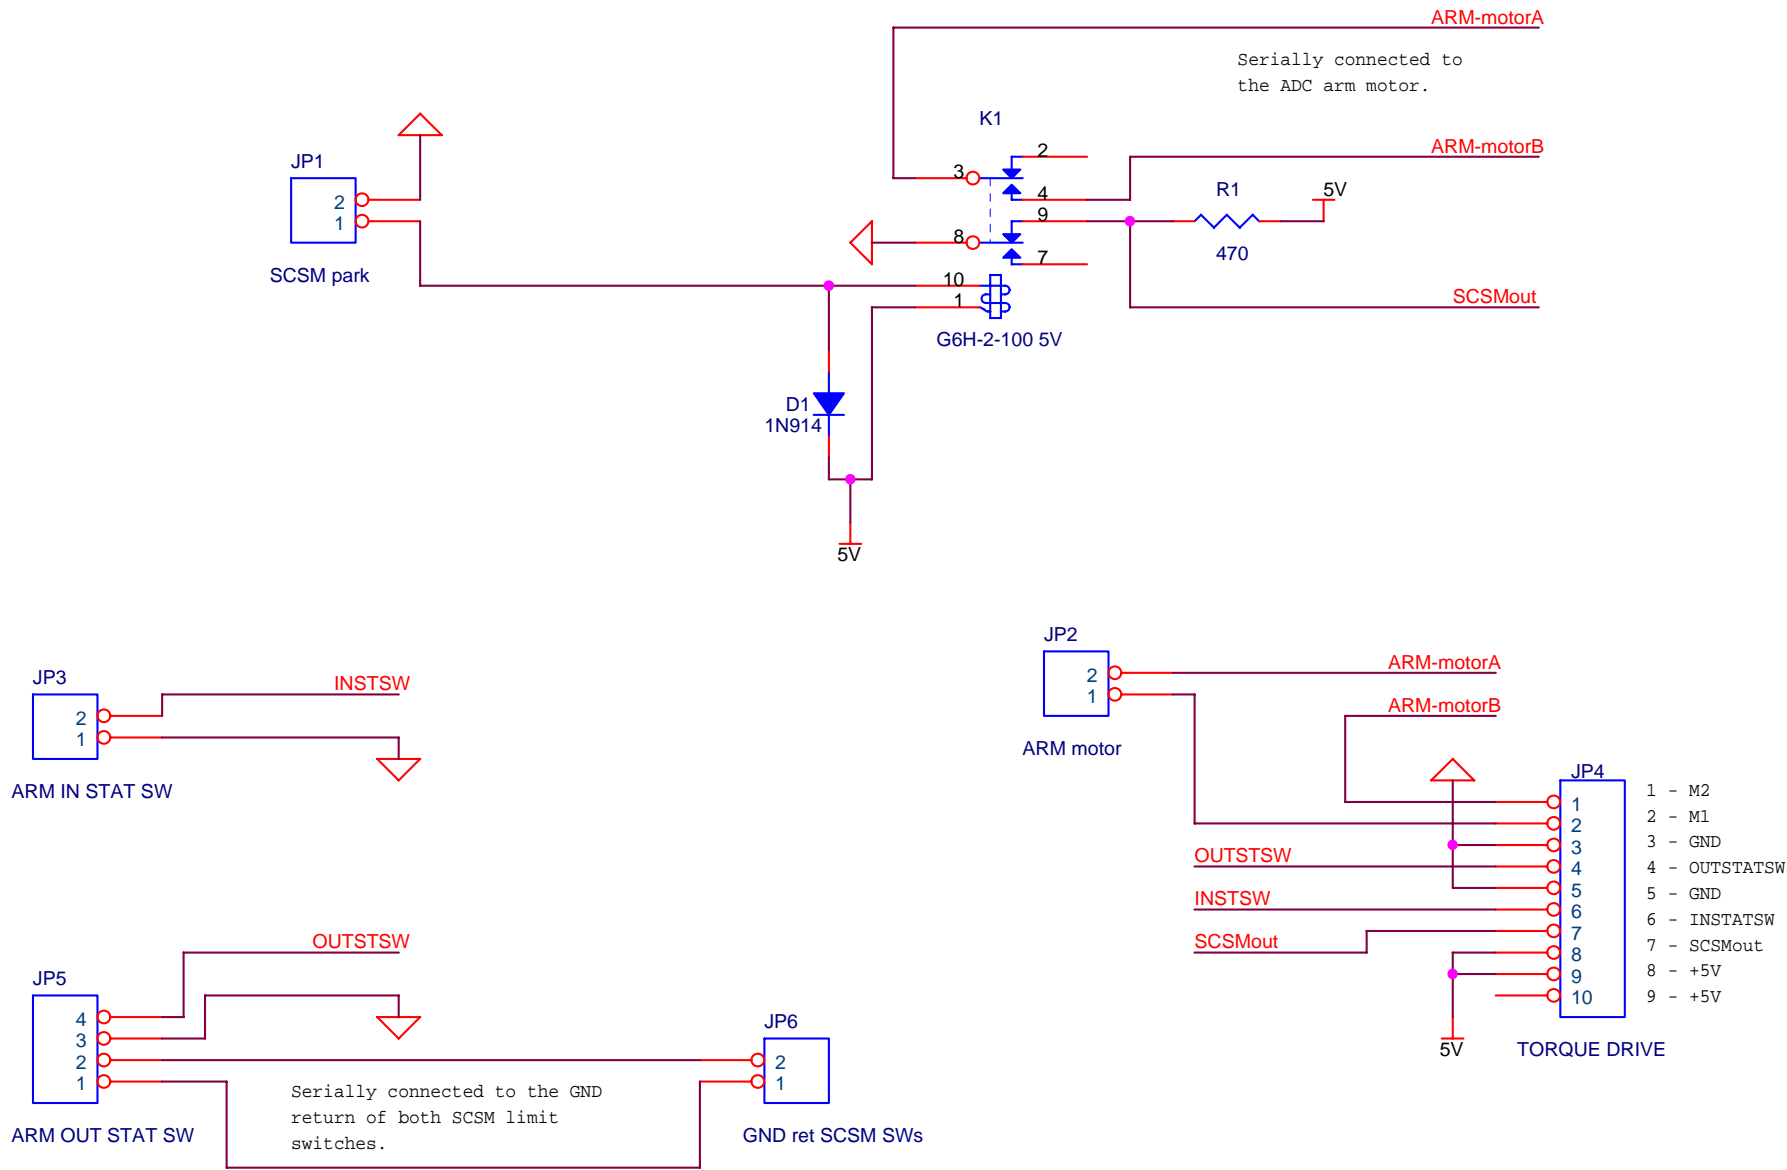 ARM-motorA
Serially connected to
the ADC arm motor.
K1
2
3
4
9
8
7
10
1
G6H-2-100 5V
ARM-motorB
R1
5V
470
SCSMout
JP1
2
1
SCSM park
D1
1N914
5V
JP3
2
1
INSTSW
ARM IN STAT SW
JP2
2
1
ARM motor
ARM-motorA
ARM-motorB
OUTSTSW
INSTSW
SCSMout
5V
JP4
1
2
3
4
5
6
7
8
9
10
TORQUE DRIVE
1 - M2
2 - M1
3 - GND
4 - OUTSTATSW
5 - GND
6 - INSTATSW
7 - SCSMout
8 - +5V
9 - +5V
OUTSTSW
JP5
4
3
2
1
ARM OUT STAT SW
Serially connected to the GND
return of both SCSM limit
switches.
JP6
2
1
GND ret SCSM SWs